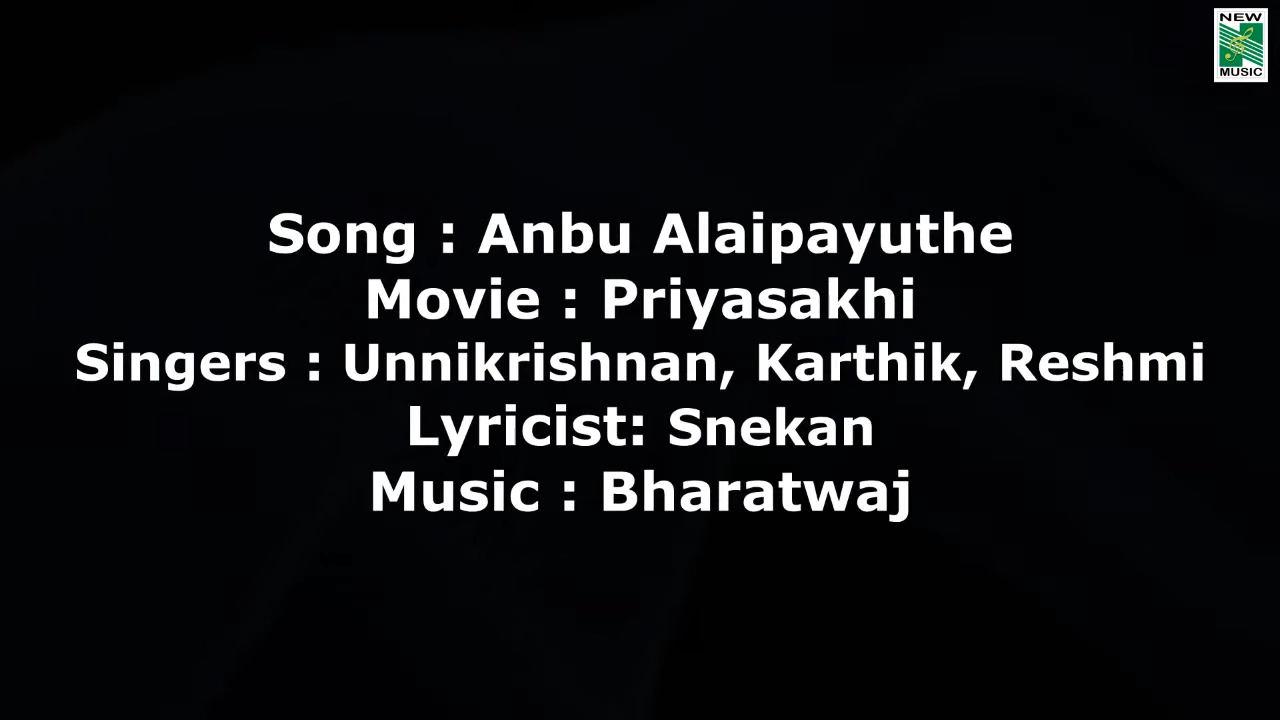 NEW
MUSIC
Song : Anbu Alaipayuthe
Movie : Priyasakhi
Singers : Unnikrishnan, Karthik, Reshmi
Lyricist: Snekan
Music : Bharatwaj